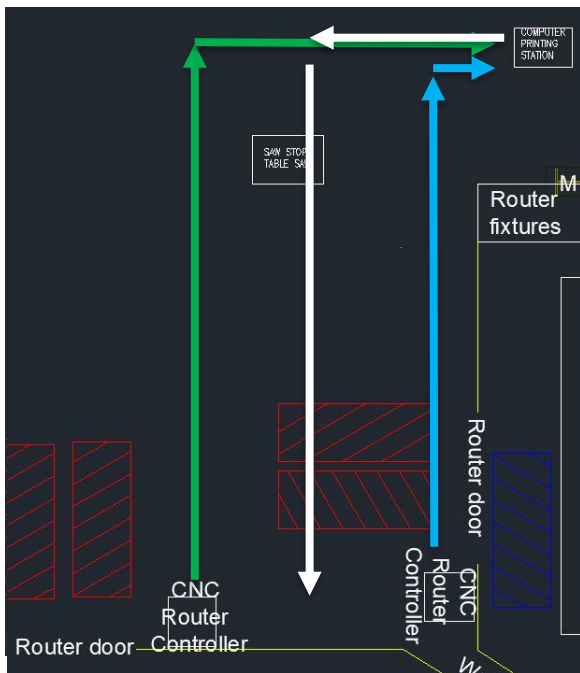 COMPUTER
PRINTING
STATION
SAW STOP
TABLE SAW
M
Router
fixtures
Router door
CNC
Router
Controller
CNC
Router
Controller
Router door
W